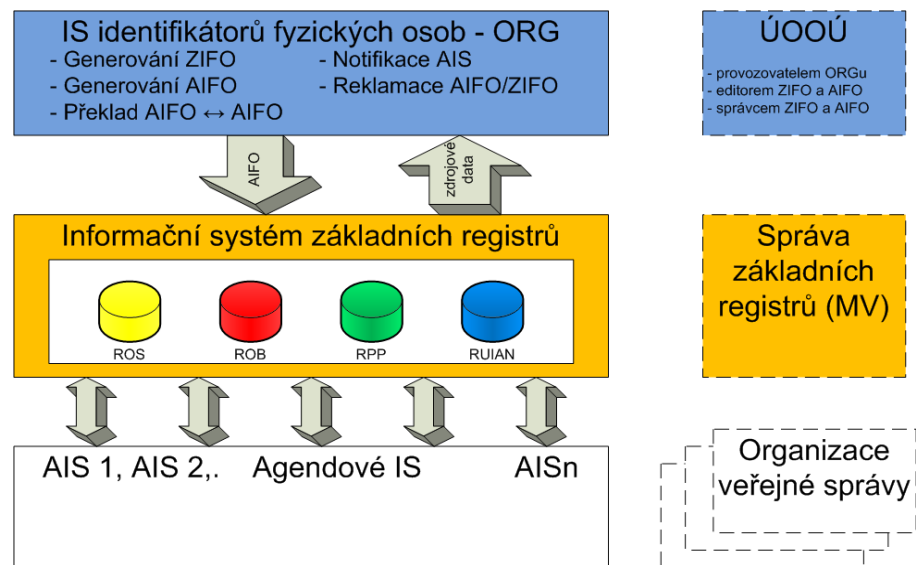 IS identifikátorů fyzických osob - ORG
- Generování ZIFO
- Notifikace AIS
- Generování AIFO
- Reklamace AIFO/ZIFO
- Překlad AIFO ↔ AIFO
ÚOOÚ
- provozovatelem ORGu
- editorem ZIFO a AIFO
- správcem ZIFO a AIFO
AIFO
zdrojové
data
Informační systém základních registrů
ROS
ROB
RPP
RUIAN
Správa
základních
registrů (MV)
AIS 1, AIS 2,.
Agendové IS
AISn
Organizace
veřejné správy